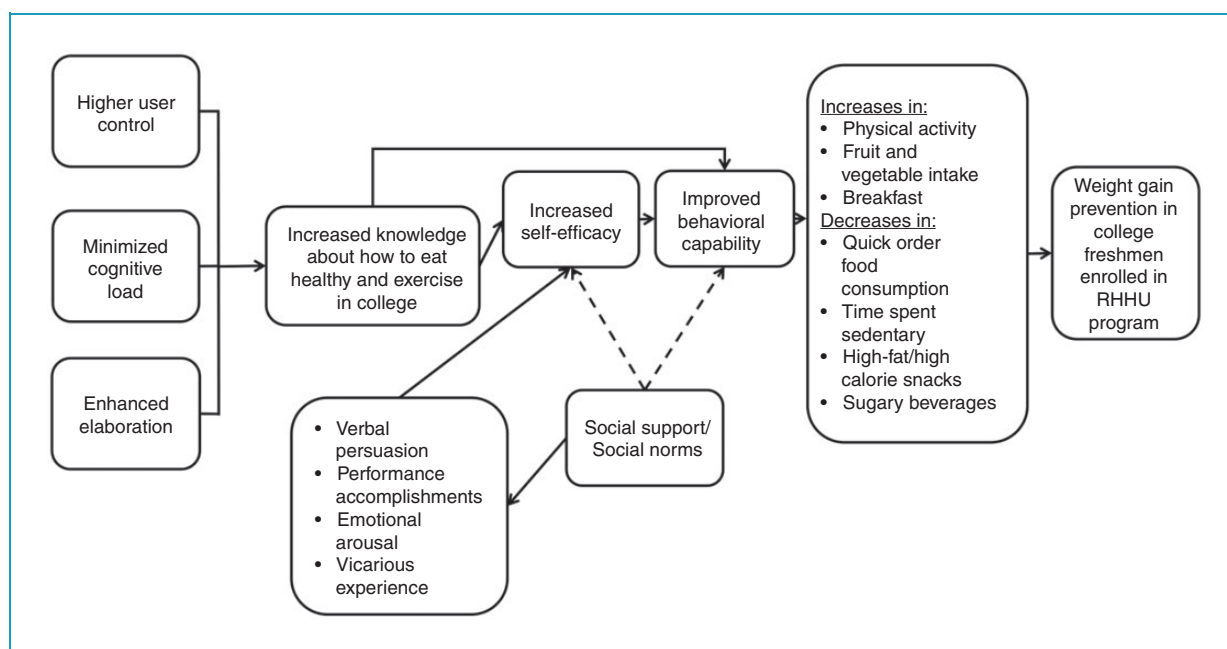 Higher user
control
Minimized
cognitive
load
Enhanced
elaboration
Increased knowledge
about how to eat
healthy and exercise
in college
Increased
self-efficacy
Improved
behavioral
capability
• Verbal
persuasion
• Performance
accomplishments
• Emotional
arousal
• Vicarious
experience
Social support/
Social norms
Increases in:
• Physical activity
• Fruit and
vegetable intake
• Breakfast
Decreases in:
• Quick order
food
consumption
• Time spent
sedentary
• High-fat/high
calorie snacks
• Sugary beverages
Weight gain
prevention in
college
freshmen
enrolled in
RHHU
program